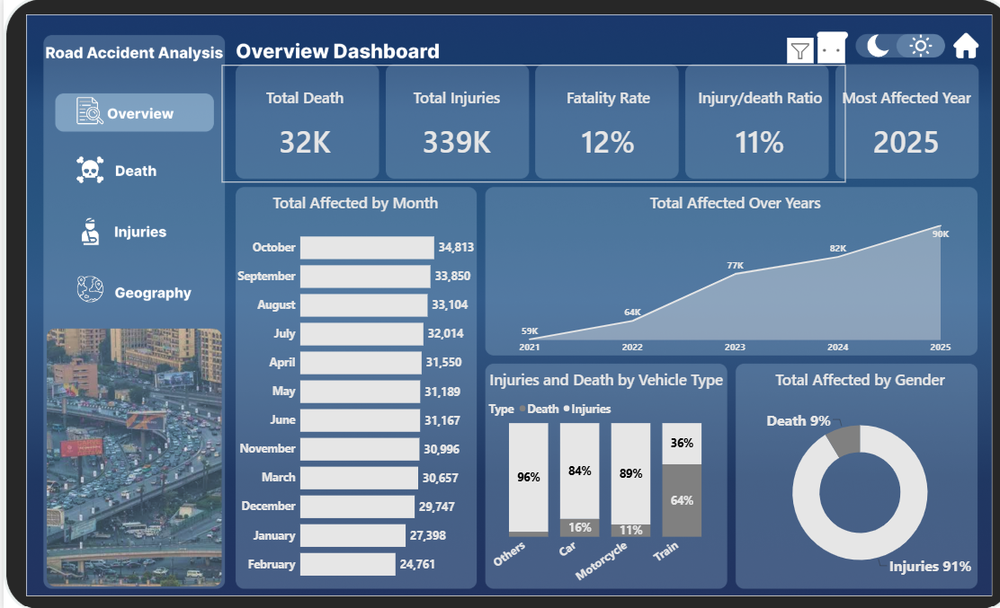 Road Accident Analysis
Overview
Death
Injuries
Geography
Overview Dashboard
Total Death
32K
Total Injuries
339K
Fatality Rate
12%
Injury/death Ratio
11%
Most Affected Year
2025
Total Affected by Month
October 34,813
September 33,850
August 33,104
July 32,014
April 31,550
May 31,189
June 31,167
November 30,996
March 30,657
December 29,747
January 27,398
February 24,761
Total Affected Over Years
59K
64K
77K
82K
90K
2021 2022 2023 2024 2025
Injuries and Death by Vehicle Type
Type Death Injuries
96% 84% 89% 36%
16% 11% 64%
Others Car Motorcycle Train
Total Affected by Gender
Death 9%
Injuries 91%